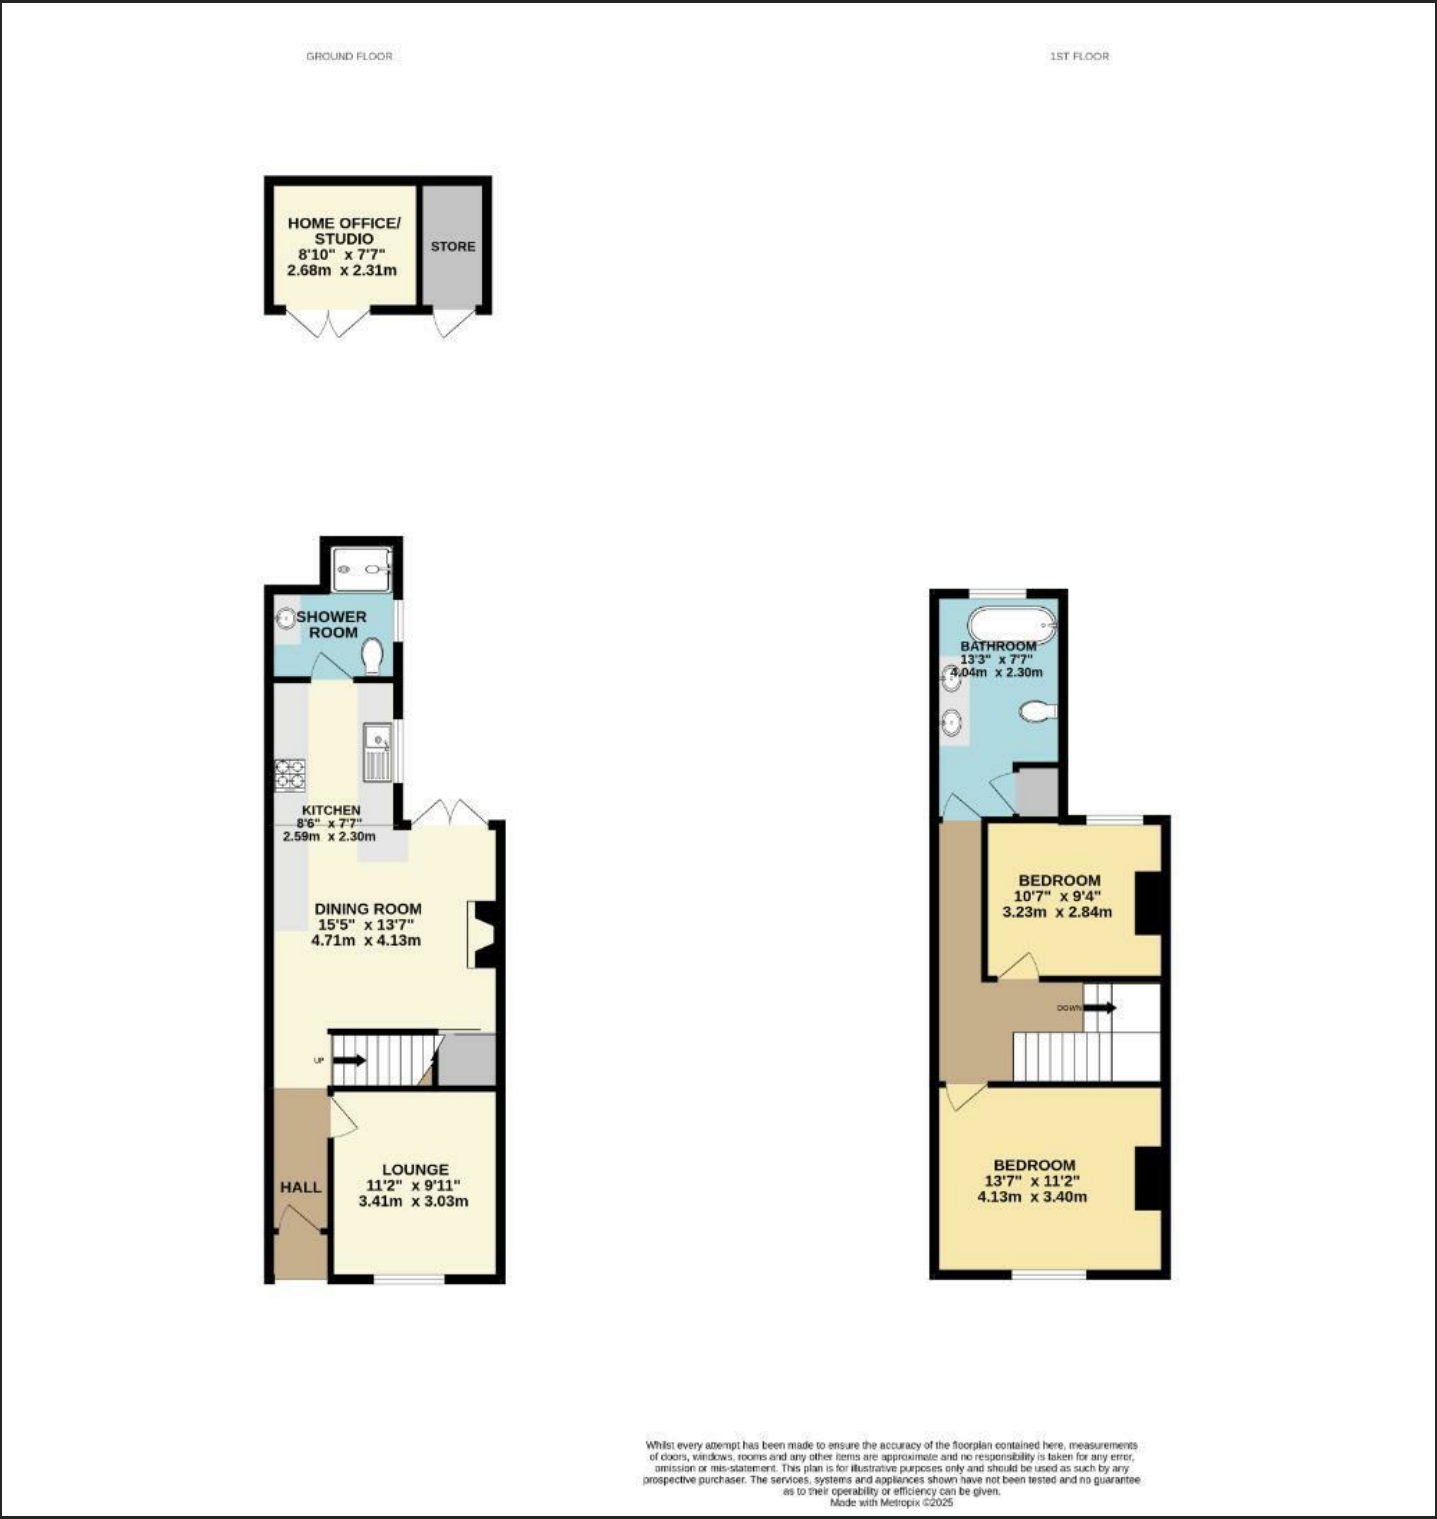 GROUND FLOOR
1ST FLOOR
HOME OFFICE/
STUDIO
8'10" x 7'7"
2.68m x 2.31m
STORE
SHOWER
ROOM
KITCHEN
8'6" x 7'7"
2.59m x 2.30m
DINING ROOM
15'5" x 13'7"
4.71m x 4.13m
UP
HALL
LOUNGE
11'2" x 9'11"
3.41m x 3.03m
BATHROOM
13'3" x 7'7"
4.04m x 2.30m
BEDROOM
10'7" x 9'4"
3.23m x 2.84m
DOWN
BEDROOM
13'7" x 11'2"
4.13m x 3.40m
Whilst every attempt has been made to ensure the accuracy of the floorplan contained here, measurements
of doors, windows, rooms and any other items are approximate and no responsibility is taken for any error,
omission or mis-statement. This plan is for illustrative purposes only and should be used as such by any
prospective purchaser. The services, systems and appliances shown have not been tested and no guarantee
as to their operability or efficiency can be given.
Made with Metropix ©2025